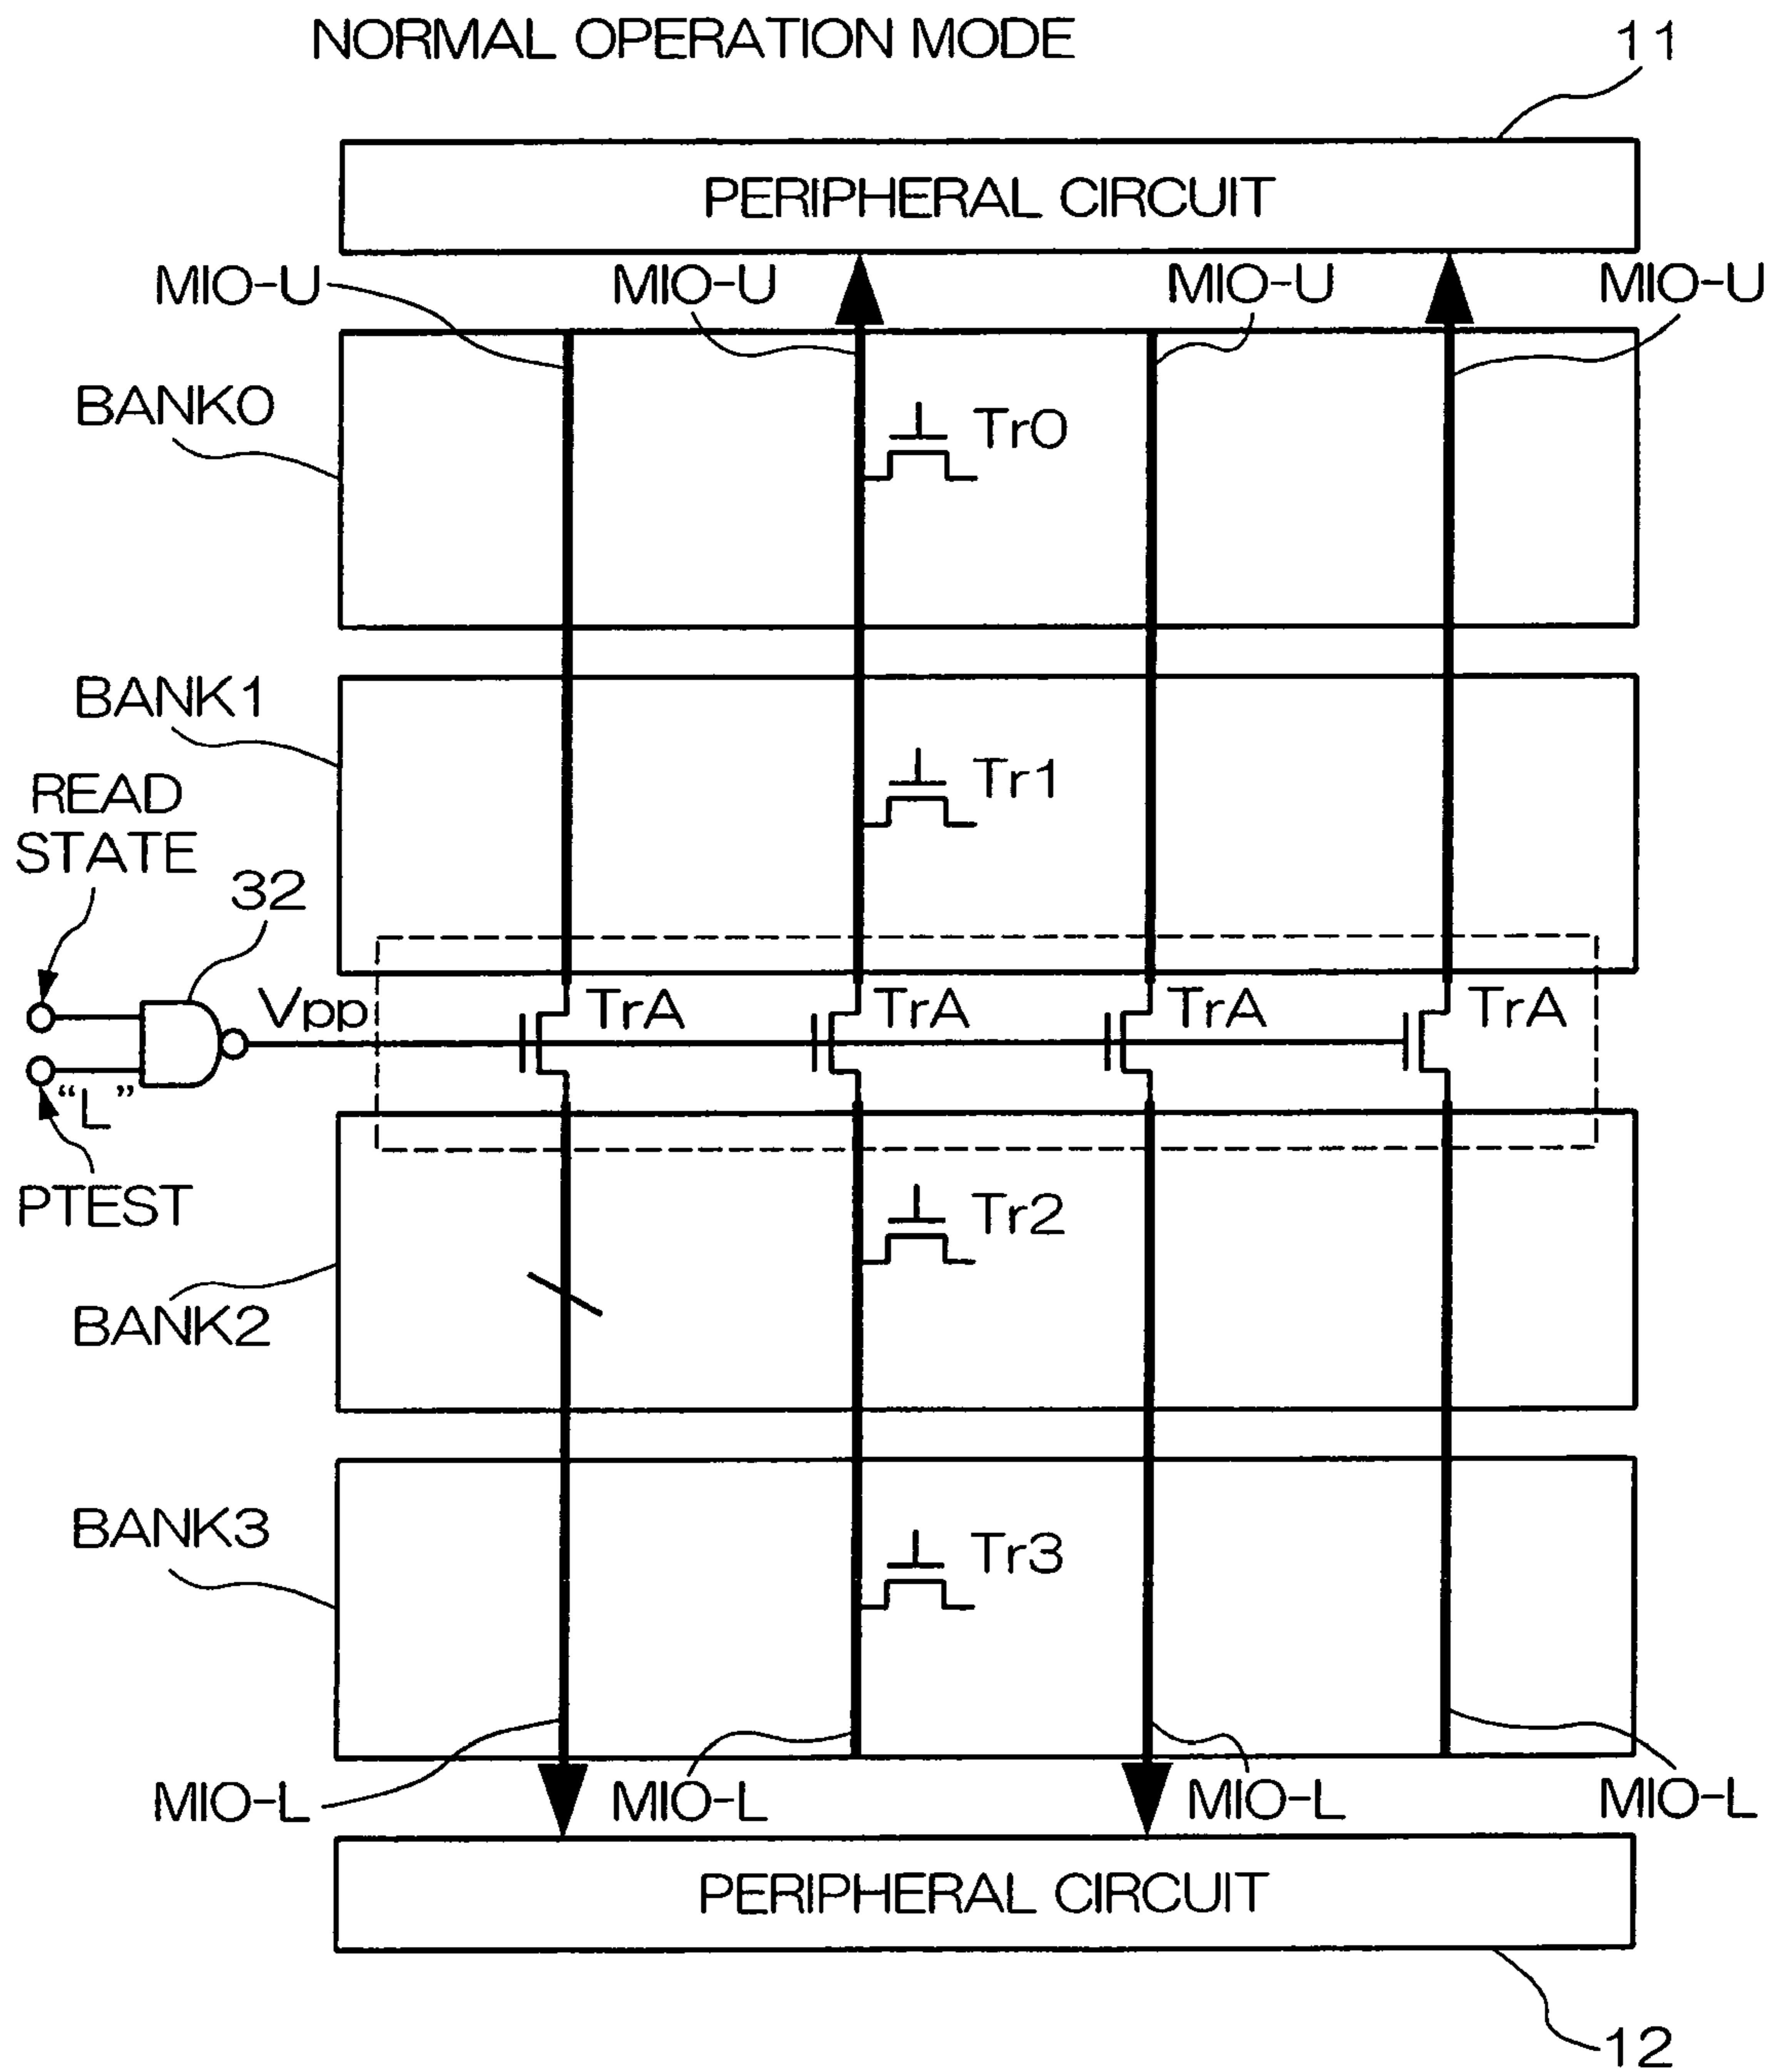 NORMAL OPERATION MODE
11
PERIPHERAL CIRCUIT
MIO-U MIO-U MIO-U MIO-U
BANK0
Tr0
BANK1
Tr1
READ
STATE
32
Vpp
TrA TrA TrA TrA
"L"
PTEST
Tr2
BANK2
BANK3
Tr3
MIO-L MIO-L MIO-L MIO-L
PERIPHERAL CIRCUIT
12